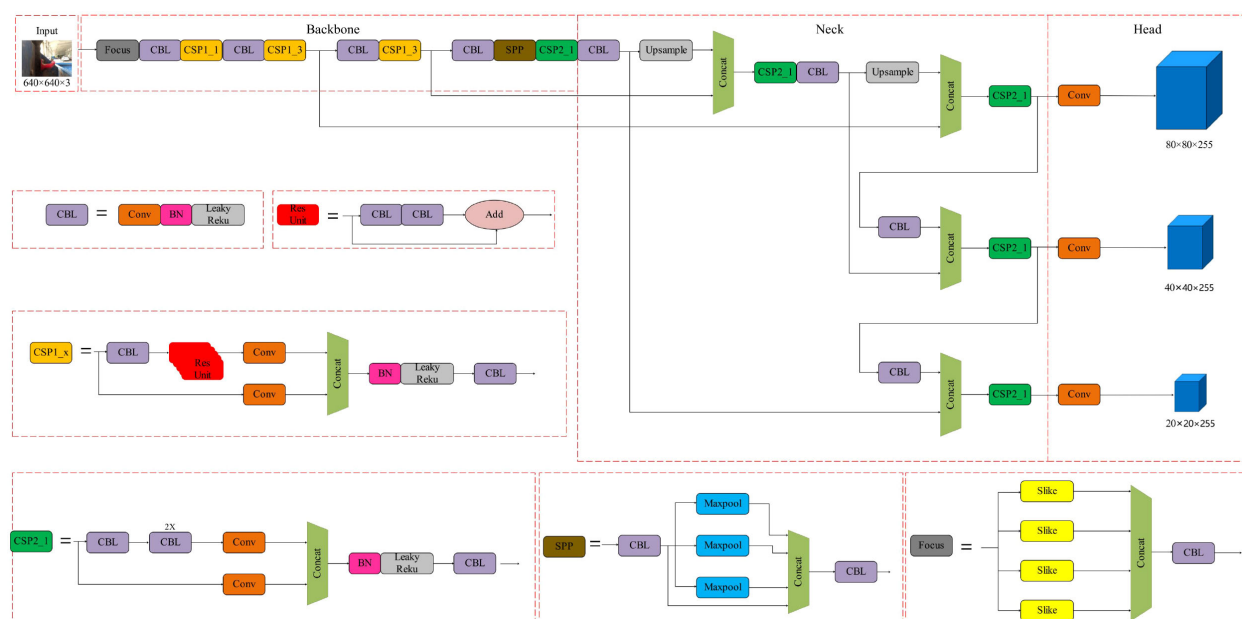 Input
Backbone
Neck
Head
640×640×3
Focus
CBL
CSP1_1
CBL
CSP1_3
CBL
CSP1_3
CBL
SPP
CSP2_1
CBL
Upsample
Concat
CSP2_1
CBL
Upsample
Concat
CSP2_1
Conv
80×80×255
CBL
=
Conv
BN
Leaky
Reku
Res
Unit
=
CBL
CBL
Add
CBL
Concat
CSP2_1
Conv
40×40×255
CSP1_x
=
CBL
Res
Unit
Conv
Conv
Concat
BN
Leaky
Reku
CBL
CBL
Concat
CSP2_1
Conv
20×20×255
CSP2_1
=
CBL
2X
CBL
Conv
Conv
Concat
BN
Leaky
Reku
CBL
SPP
=
CBL
Maxpool
Maxpool
Maxpool
Concat
CBL
Focus
=
Slike
Slike
Slike
Slike
Concat
CBL